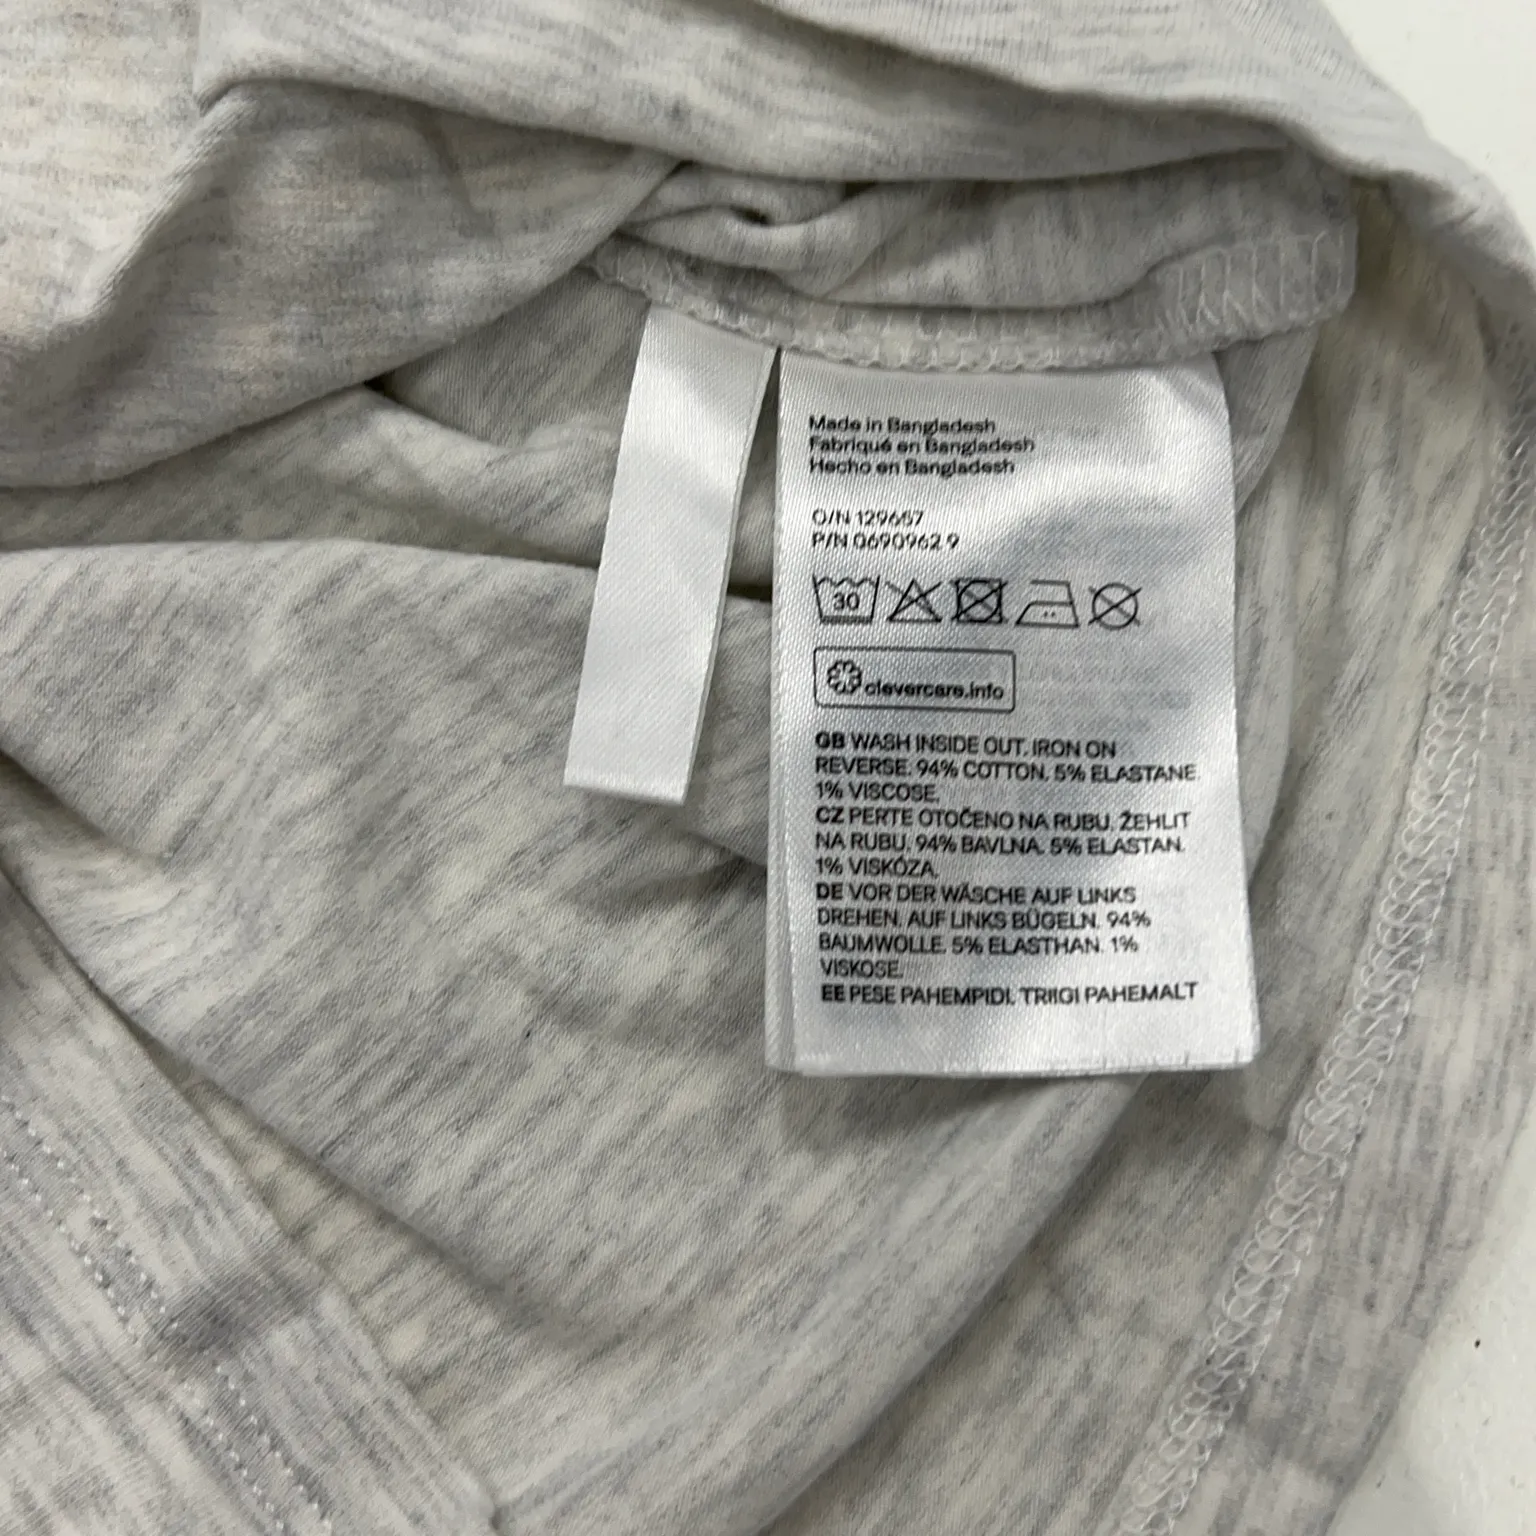 Made in Bangladesh
Fabriqué en Bangladesh
Hecho en Bangladesh
O/N 129657
P/N 0690962 9
30
clevercare.info
GB WASH INSIDE OUT. IRON ON
REVERSE. 94% COTTON. 5% ELASTANE.
1% VISCOSE.
CZ PERTE OTOČENO NA RUBU. ŽEHLIT
NA RUBU. 94% BAVLNA. 5% ELASTAN.
1% VISKÓZA.
DE VOR DER WÄSCHE AUF LINKS
DREHEN. AUF LINKS BÜGELN. 94%
BAUMWOLLE. 5% ELASTHAN. 1%
VISKOSE.
EE PESE PAHEMPIDI. TRIIGI PAHEMALT